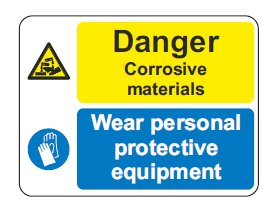 Danger
Corrosive
materials
Wear personal
protective
equipment